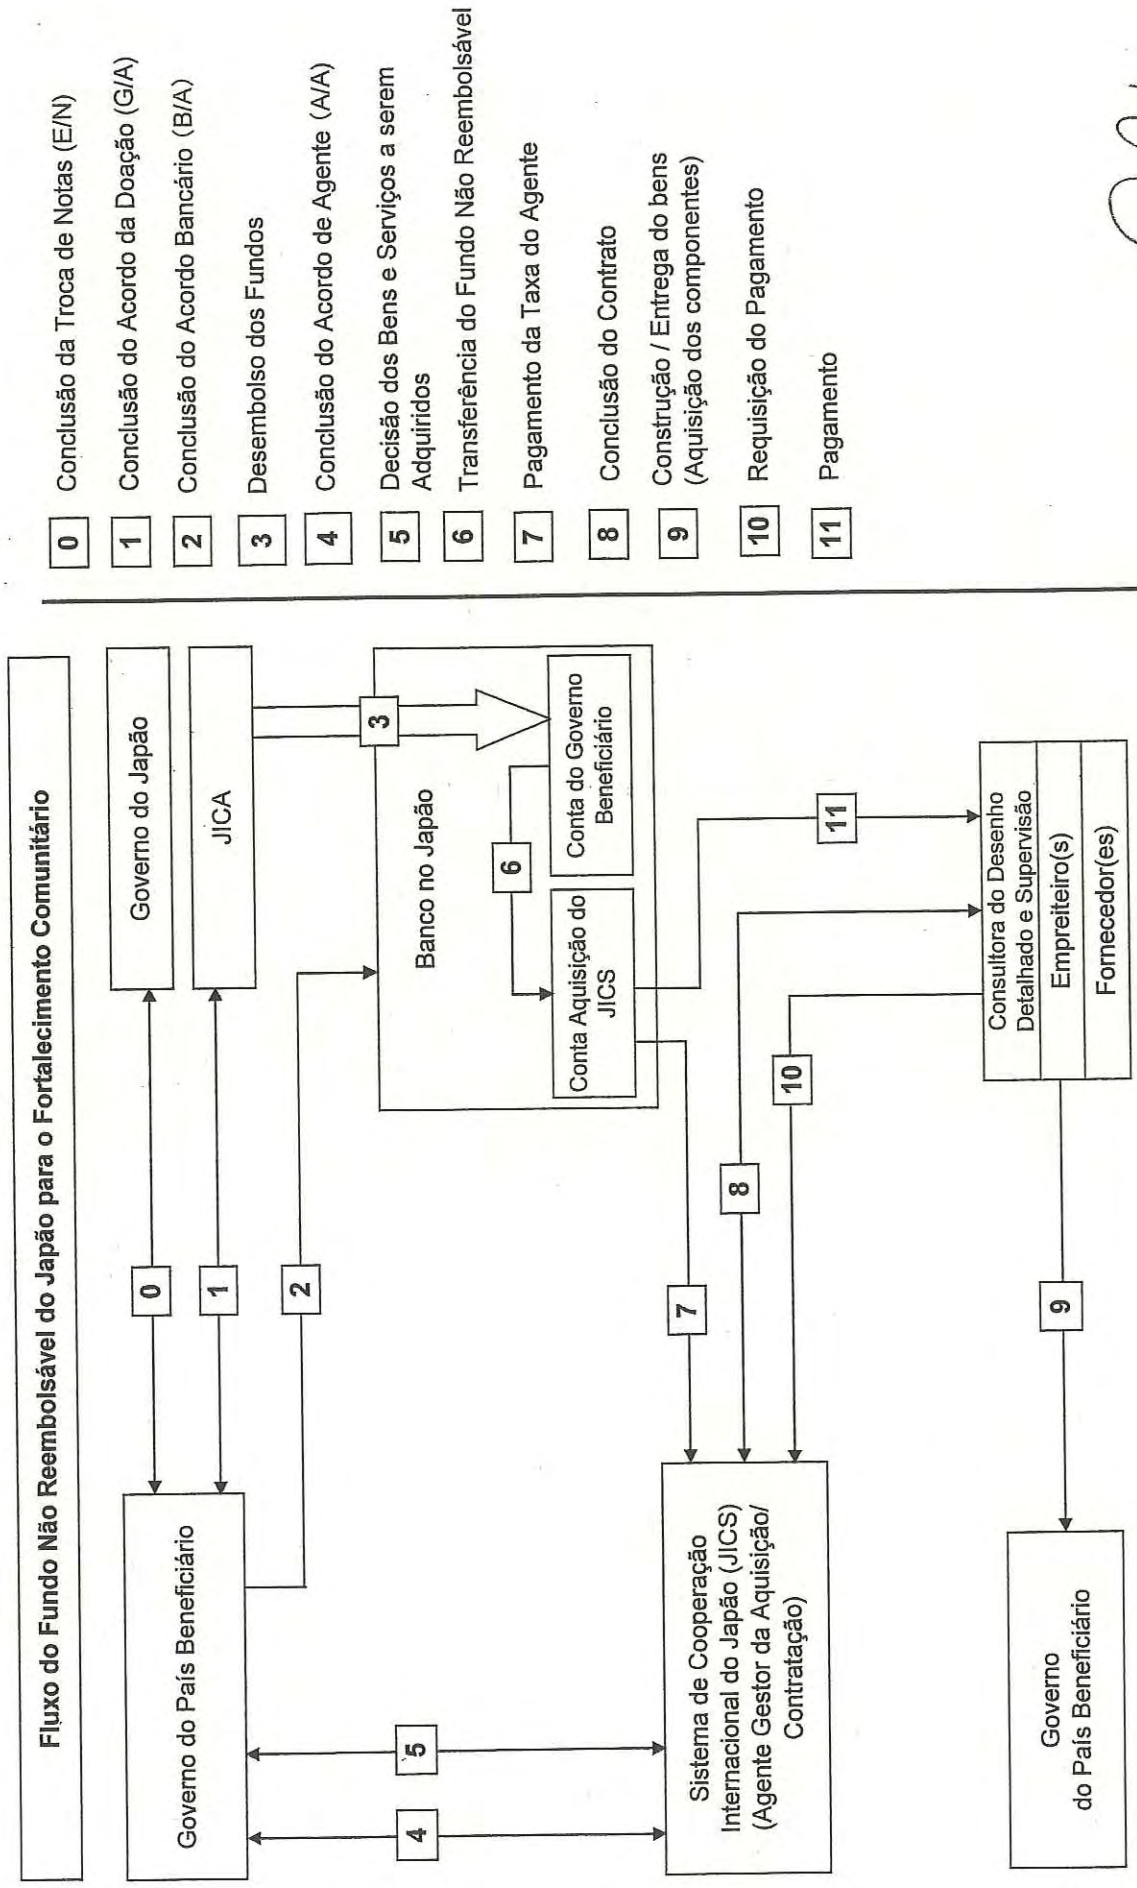 Fluxo do Fundo Não Reembolsável do Japão para o Fortalecimento Comunitário
Governo do País Beneficiário
0
Governo do Japão
1
JICA
2
3
Banco no Japão
6
Conta Aquisição do
JICS
Conta do Governo
Beneficiário
4
5
7
8
10
11
Sistema de Cooperação
Internacional do Japão (JICS)
(Agente Gestor da Aquisição/
Contratação)
Consultora do Desenho
Detalhado e Supervisão
Empreiteiro(s)
Fornecedor(es)
9
Governo
do País Beneficiário
0 Conclusão da Troca de Notas (E/N)
1 Conclusão do Acordo da Doação (G/A)
2 Conclusão do Acordo Bancário (B/A)
3 Desembolso dos Fundos
4 Conclusão do Acordo de Agente (A/A)
5 Decisão dos Bens e Serviços a serem
Adquiridos
6 Transferência do Fundo Não Reembolsável
7 Pagamento da Taxa do Agente
8 Conclusão do Contrato
9 Construção / Entrega do bens
(Aquisição dos componentes)
10 Requisição do Pagamento
11 Pagamento